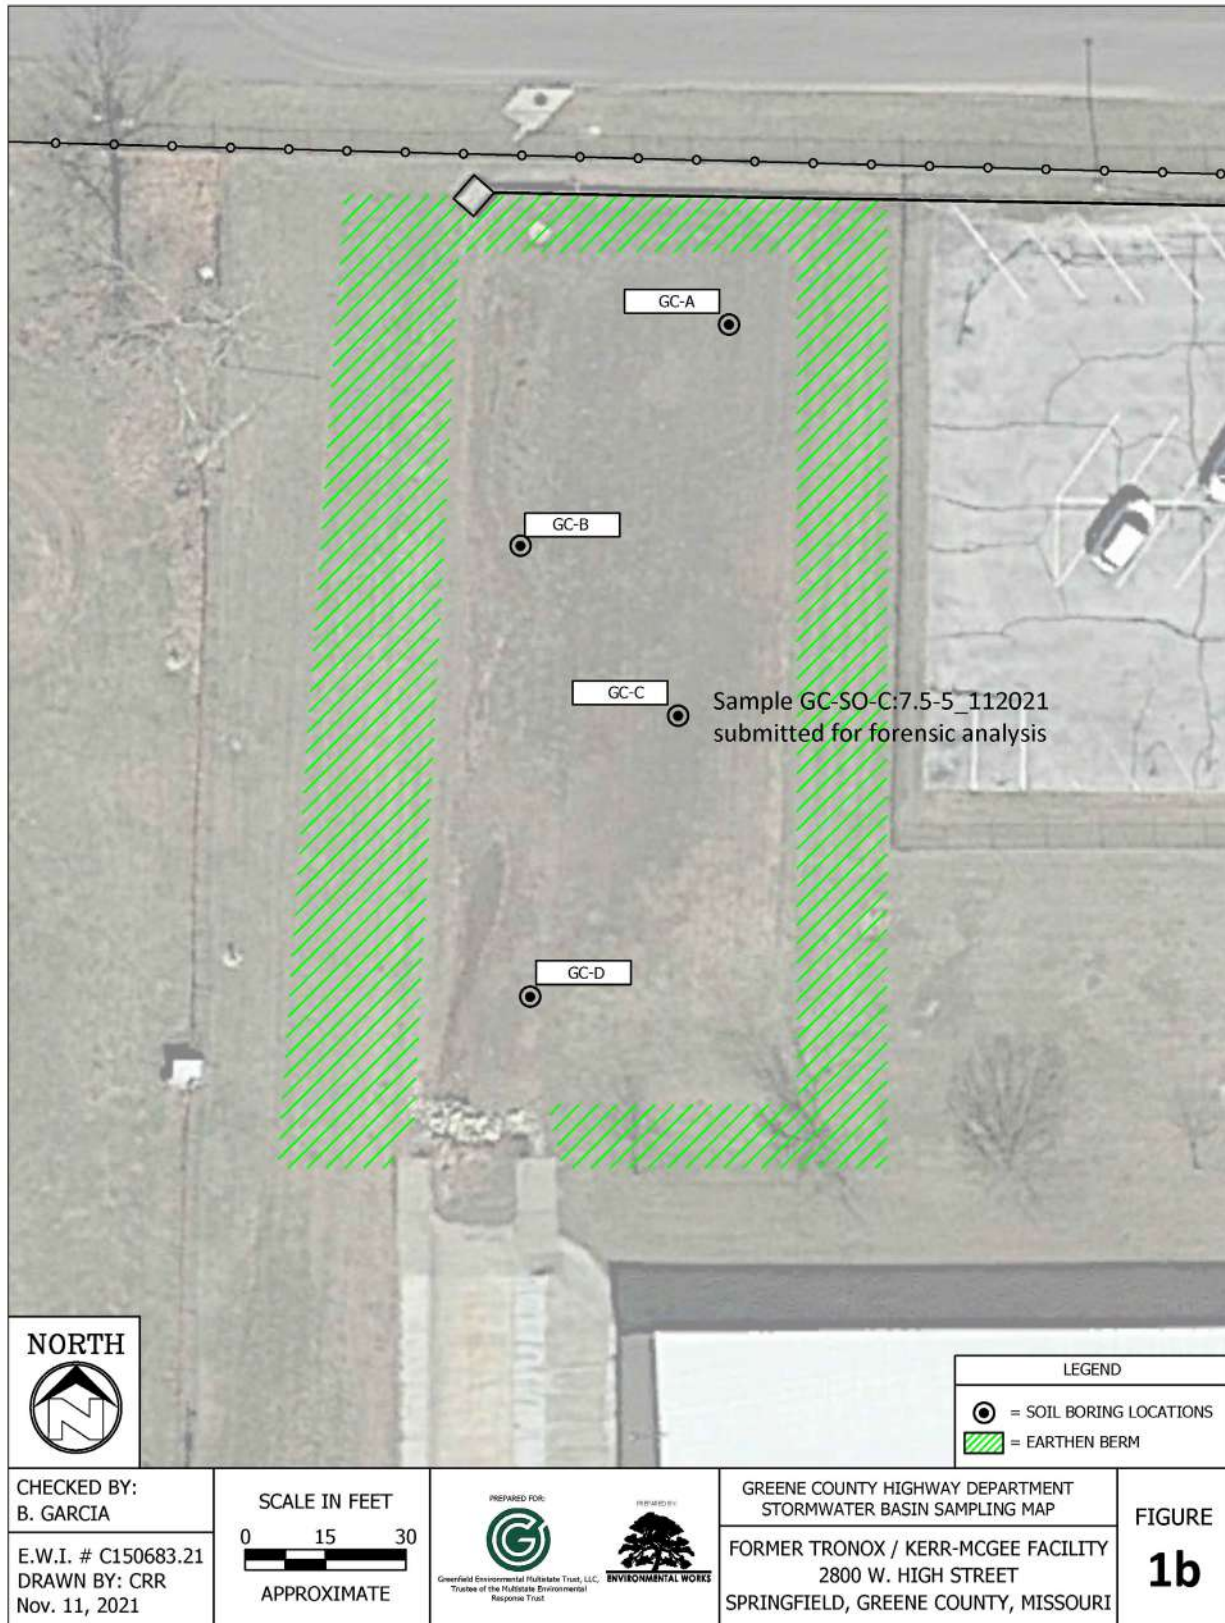 GC-A
GC-B
GC-C
Sample GC-SO-C:7.5-5_112021
submitted for forensic analysis
GC-D
NORTH
N
LEGEND
= SOIL BORING LOCATIONS
= EARTHEN BERM
CHECKED BY:
B. GARCIA
E.W.I. # C150683.21
DRAWN BY: CRR
Nov. 11, 2021
SCALE IN FEET
0 15 30
APPROXIMATE
PREPARED FOR:
Greenfield Environmental Multistate Trust, LLC,
Trustee of the Multistate Environmental
Response Trust
PREPARED BY:
ENVIRONMENTAL WORKS
GREENE COUNTY HIGHWAY DEPARTMENT
STORMWATER BASIN SAMPLING MAP
FORMER TRONOX / KERR-MCGEE FACILITY
2800 W. HIGH STREET
SPRINGFIELD, GREENE COUNTY, MISSOURI
FIGURE
1b